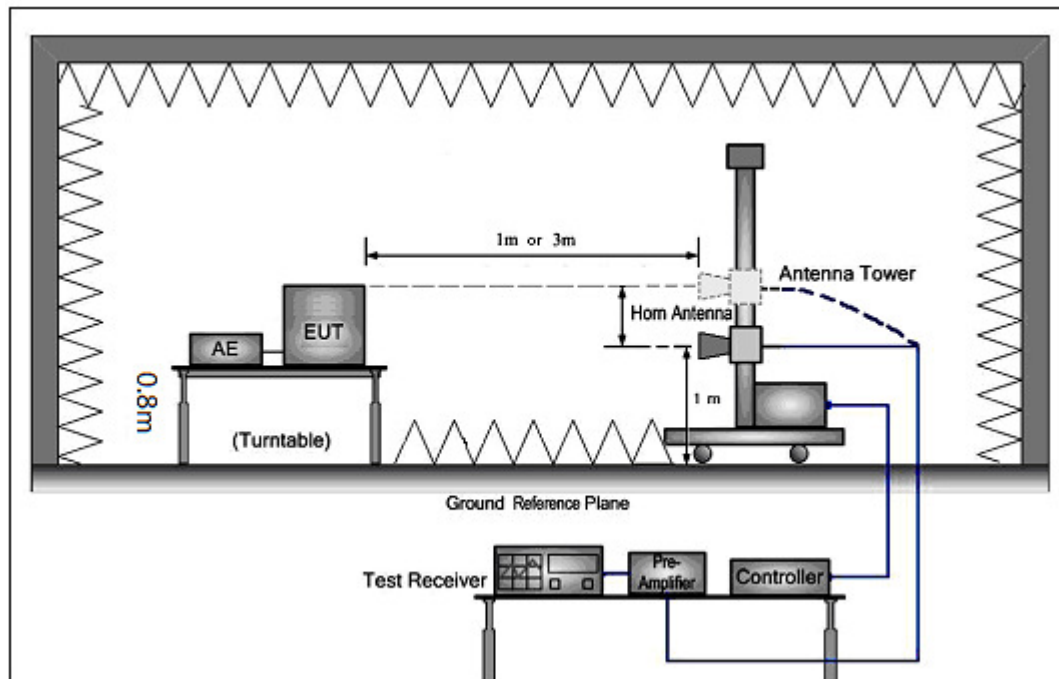 1m or 3m
Antenna Tower
Horn Antenna
EUT
AE
0.8m
1 m
(Turntable)
Ground Reference Plane
Test Receiver
Pre-
Amplifier
Controller